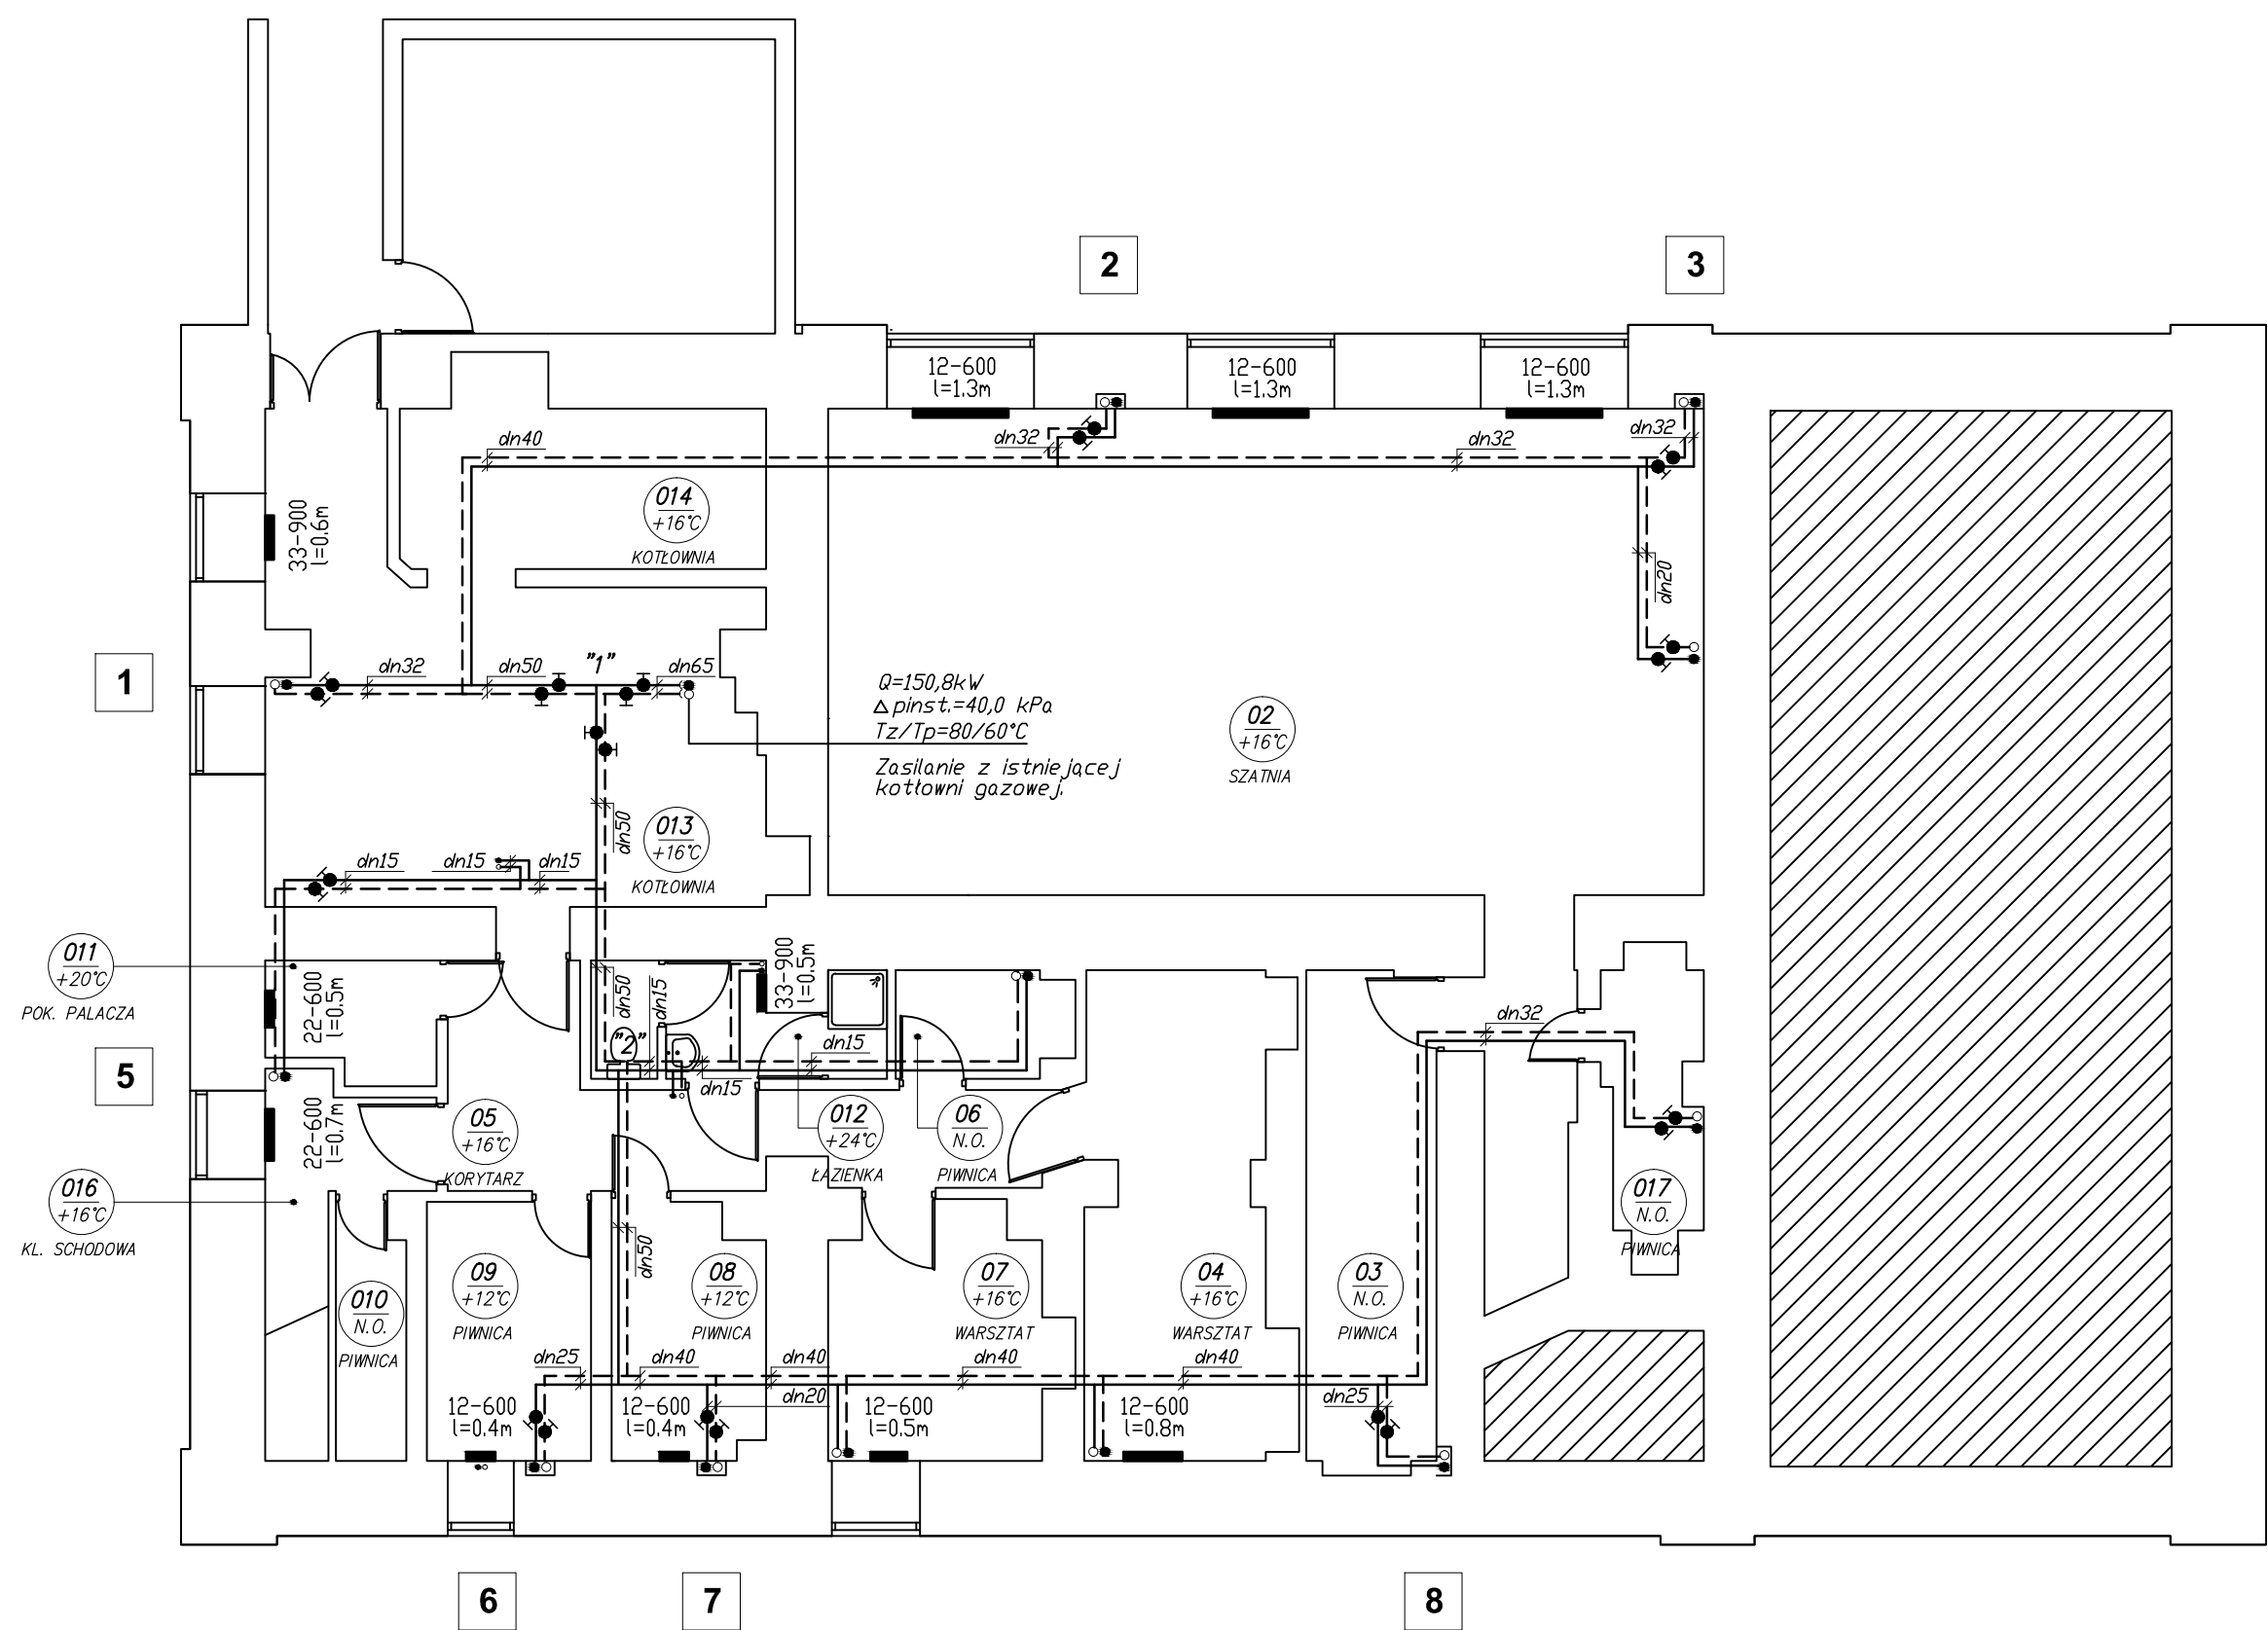 2
3
12-600
l=1.3m
12-600
l=1.3m
12-600
l=1.3m
dn40
dn32
dn32
dn32
014
+16°C
KOTŁOWNIA
33-900
l=0.6m
dn20
1
dn32
dn50
"1"
dn65
Q=150,8kW
Δ pinst.=40,0 kPa
Tz/Tp=80/60°C
Zasilanie z istniejącej
kotłowni gazowej.
02
+16°C
SZATNIA
dn50
013
+16°C
KOTŁOWNIA
dn15
dn15
dn15
011
+20°C
POK. PALACZA
22-600
l=0.5m
dn50
dn15
33-900
l=0.5m
"2"
dn15
dn15
dn32
5
22-600
l=0.7m
05
+16°C
KORYTARZ
012
+24°C
ŁAZIENKA
06
N.O.
PIWNICA
016
+16°C
KL. SCHODOWA
017
N.O.
PIWNICA
dn50
010
N.O.
PIWNICA
09
+12°C
PIWNICA
08
+12°C
PIWNICA
07
+16°C
WARSZTAT
04
+16°C
WARSZTAT
03
N.O.
PIWNICA
dn25
dn40
dn40
dn40
dn40
dn20
dn25
12-600
l=0.4m
12-600
l=0.4m
12-600
l=0.5m
12-600
l=0.8m
6
7
8